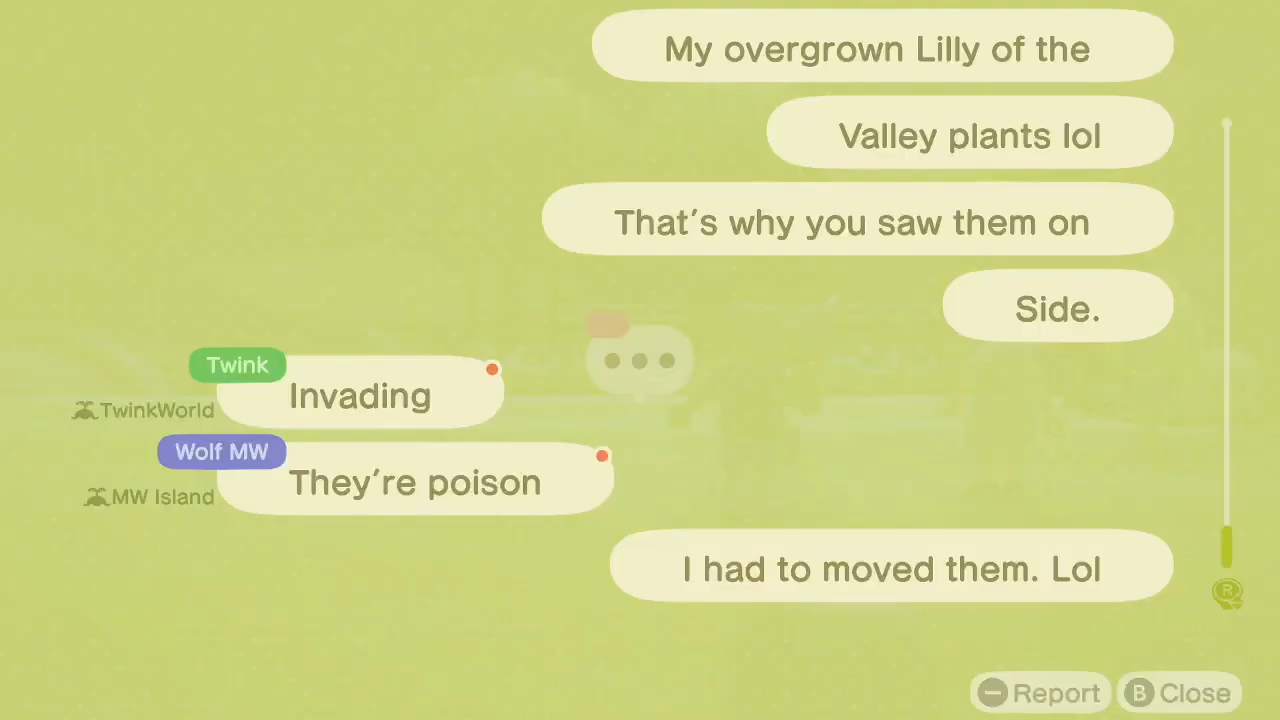 My overgrown Lilly of the
Valley plants lol
That's why you saw them on
Side.
Twink
Invading
TwinkWorld
Wolf MW
They're poison
MW Island
I had to moved them. Lol
R
Report
B Close